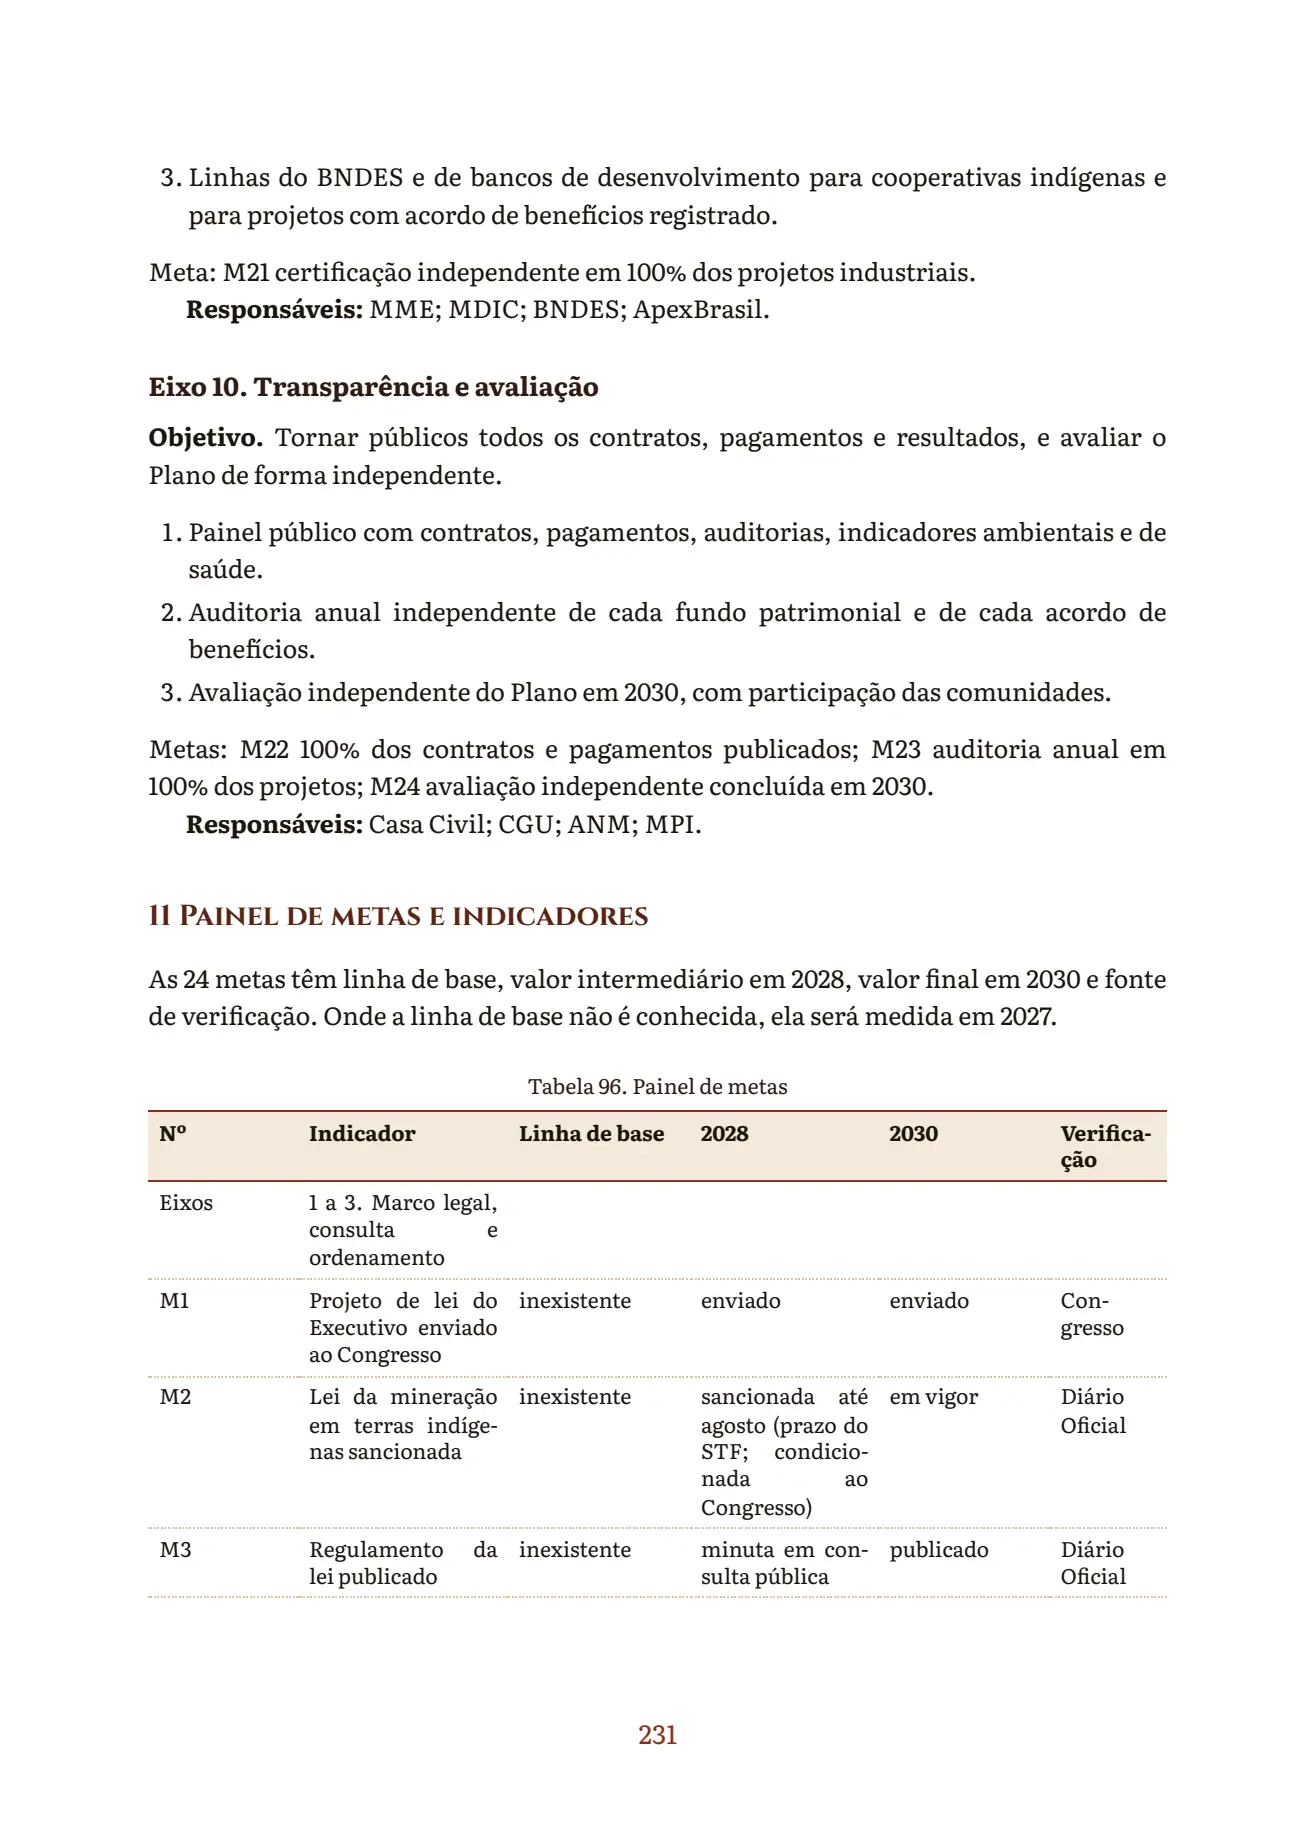 3. Linhas do BNDES e de bancos de desenvolvimento para cooperativas indígenas e
para projetos com acordo de benefícios registrado.
Meta: M21 certificação independente em 100% dos projetos industriais.
Responsáveis: MME; MDIC; BNDES; ApexBrasil.
Eixo 10. Transparência e avaliação
Objetivo. Tornar públicos todos os contratos, pagamentos e resultados, e avaliar o
Plano de forma independente.
1. Painel público com contratos, pagamentos, auditorias, indicadores ambientais e de
saúde.
2. Auditoria anual independente de cada fundo patrimonial e de cada acordo de
benefícios.
3. Avaliação independente do Plano em 2030, com participação das comunidades.
Metas: M22 100% dos contratos e pagamentos publicados; M23 auditoria anual em
100% dos projetos; M24 avaliação independente concluída em 2030.
Responsáveis: Casa Civil; CGU; ANM; MPI.
11 Painel de metas e indicadores
As 24 metas têm linha de base, valor intermediário em 2028, valor final em 2030 e fonte
de verificação. Onde a linha de base não é conhecida, ela será medida em 2027.
Tabela 96. Painel de metas
Nº Indicador Linha de base 2028 2030 Verifica-
ção
Eixos 1 a 3. Marco legal,
consulta e
ordenamento
M1 Projeto de lei do inexistente enviado enviado Con-
Executivo enviado gresso
ao Congresso
M2 Lei da mineração inexistente sancionada até em vigor Diário
em terras indíge- agosto (prazo do Oficial
nas sancionada STF; condicio-
nada ao
Congresso)
M3 Regulamento da inexistente minuta em con- publicado Diário
lei publicado sulta pública Oficial
231